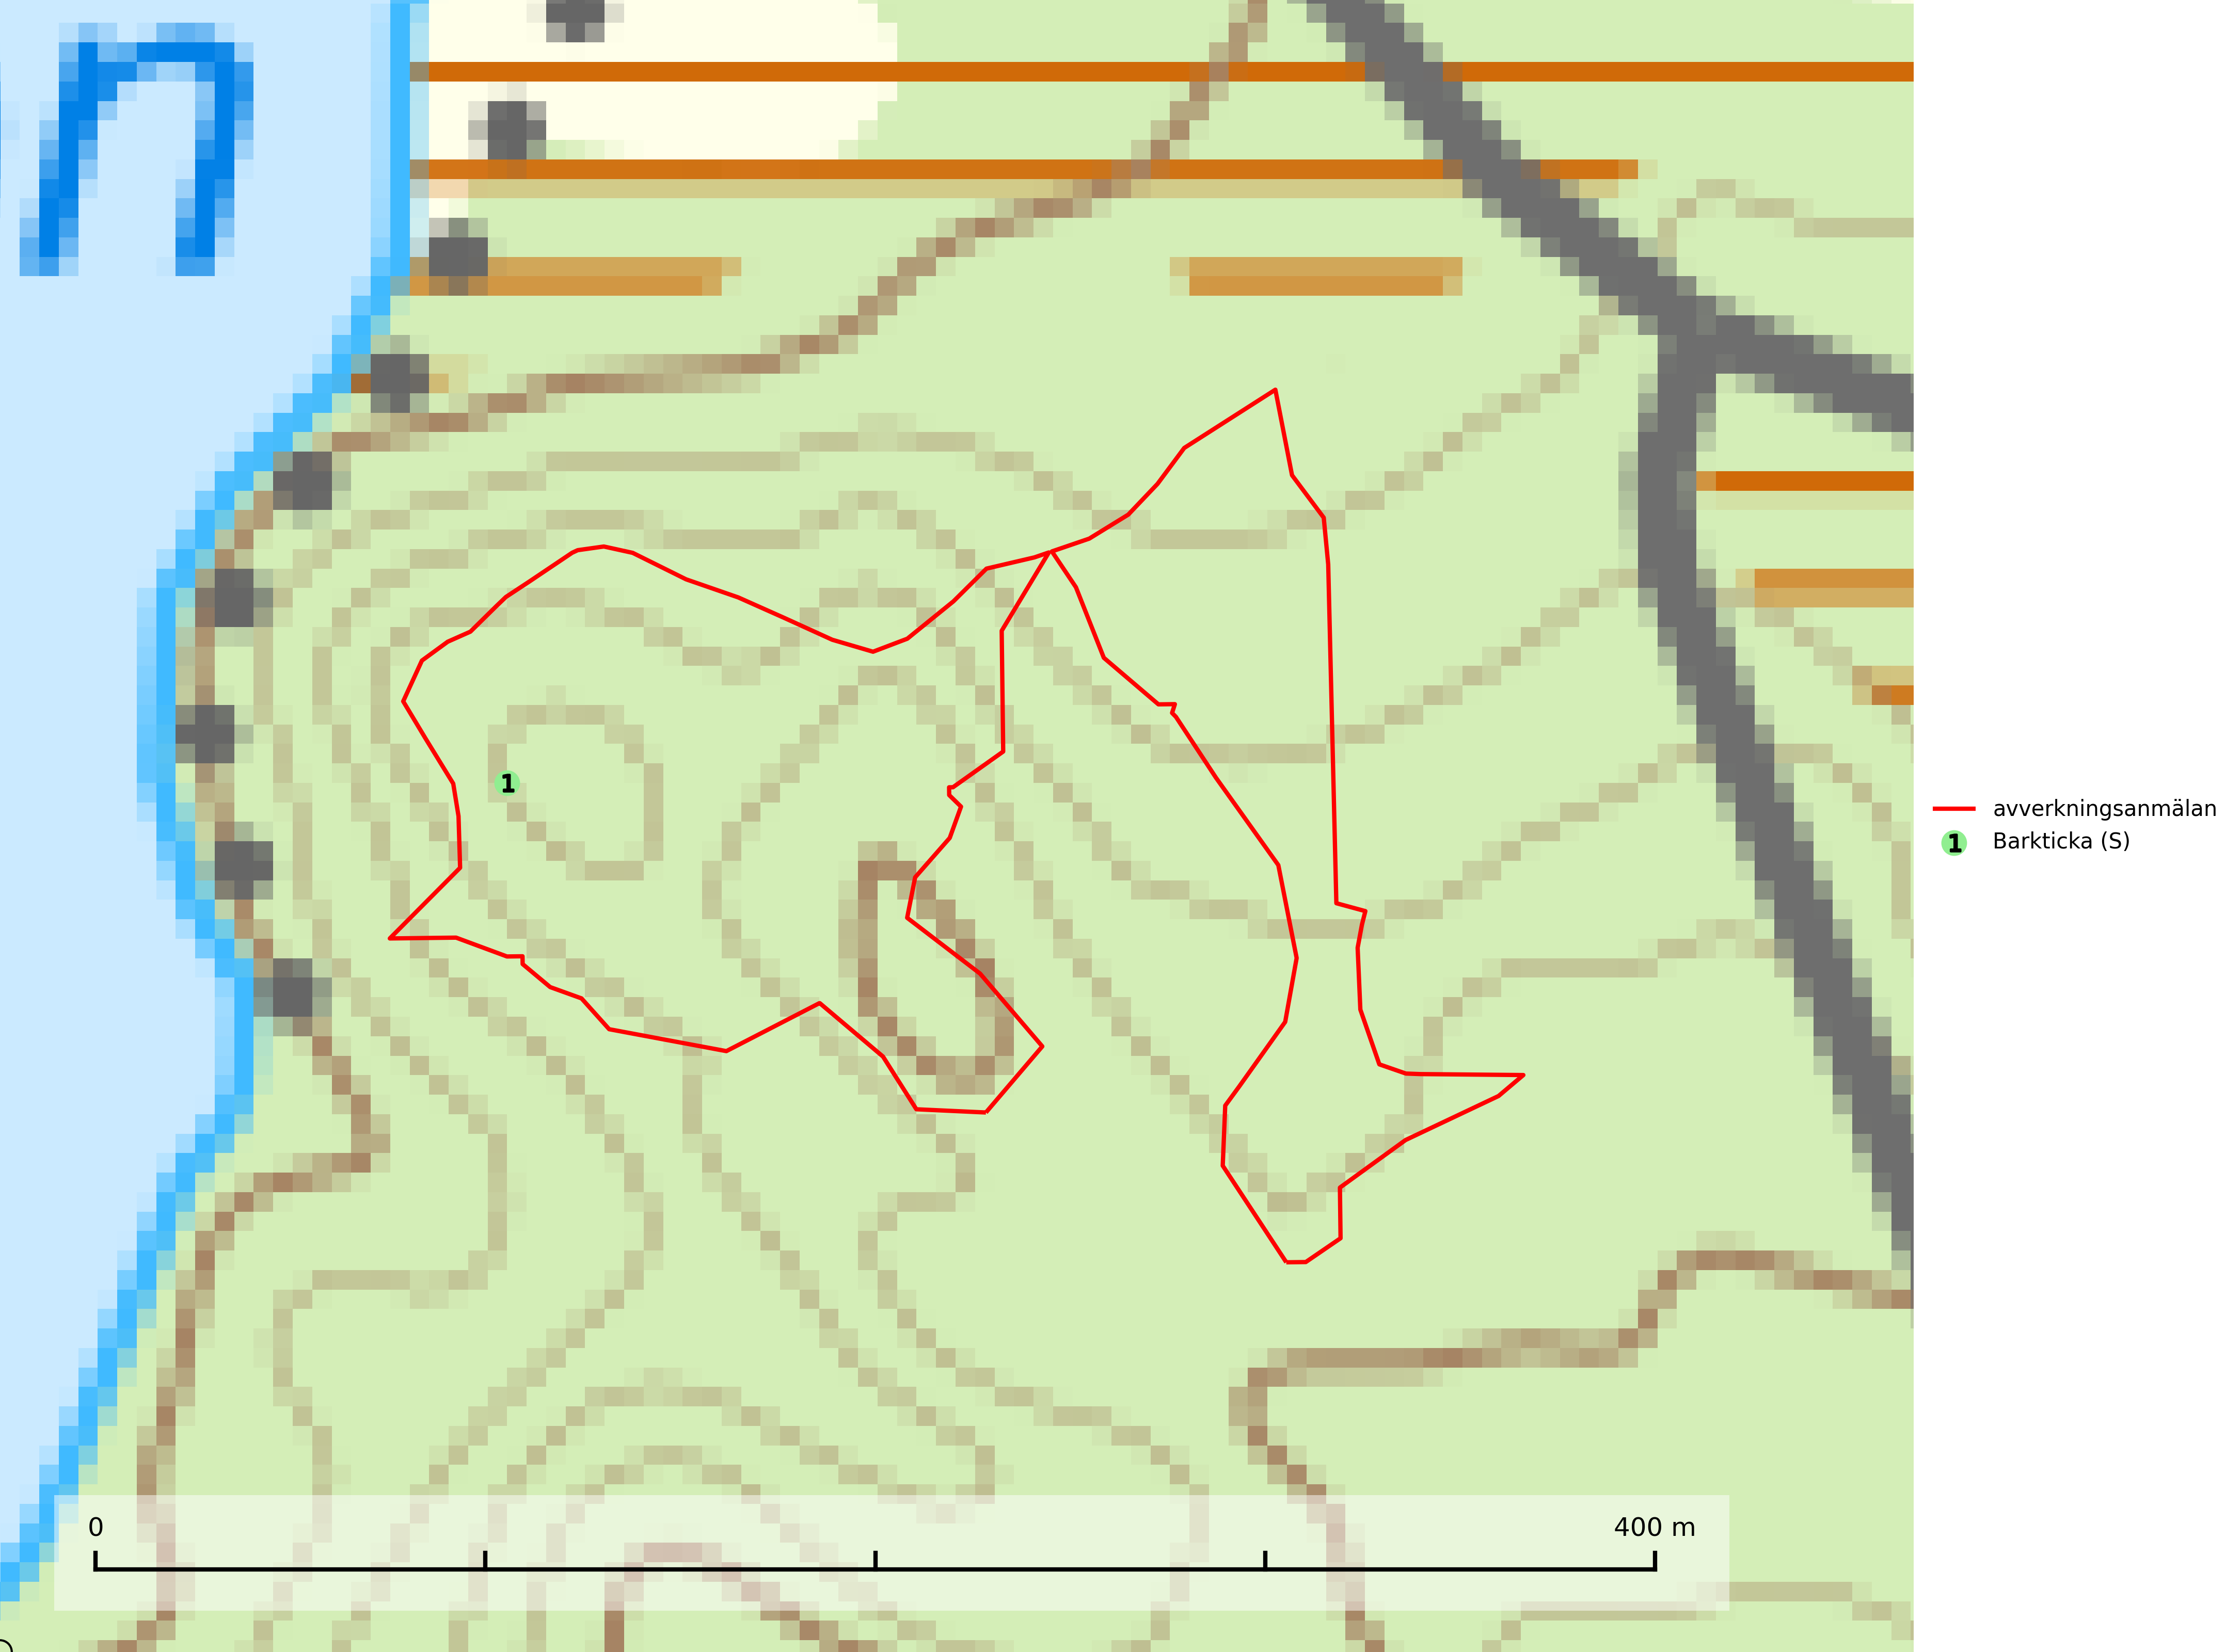 n
1
avverkningsanmälan
1 Barkticka (S)
0 400 m